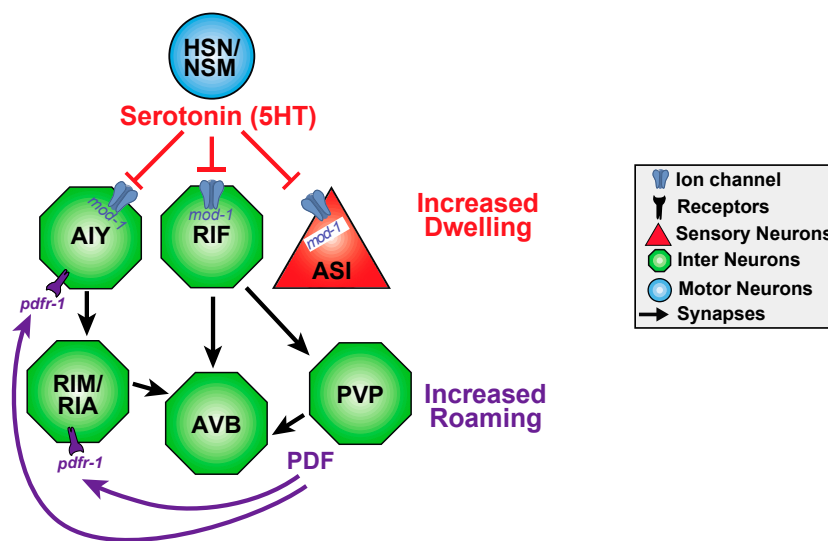 HSN/
NSM
Serotonin (5HT)
mod-1
AIY
mod-1
RIF
mod-1
ASI
Increased
Dwelling
pdfr-1
RIM/
RIA
AVB
PVP
Increased
Roaming
pdfr-1
PDF
Ion channel
Receptors
Sensory Neurons
Inter Neurons
Motor Neurons
Synapses